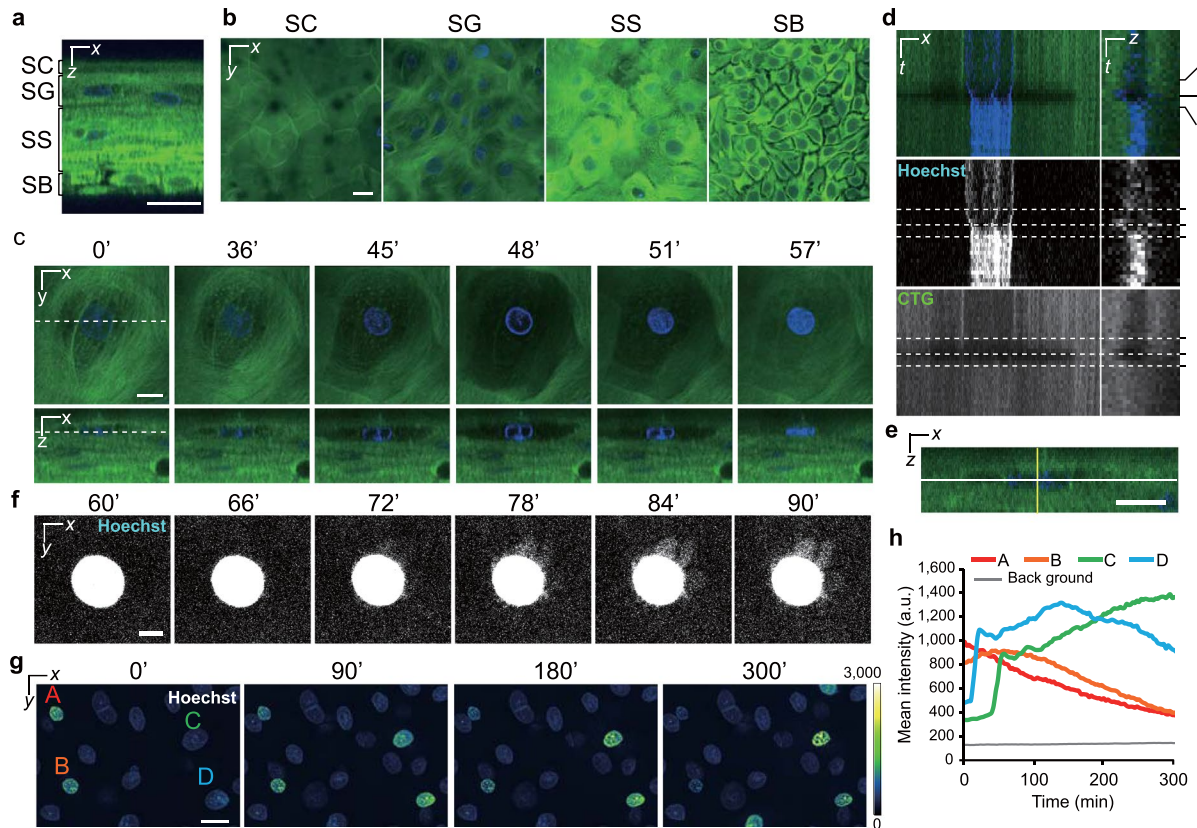 a
x
z
SC
SG
SS
SB
b
SC SG SS SB
x
y
c
0' 36' 45' 48' 51' 57'
x
y
x
z
d
x z
t t
Hoechst
CTG
e
x
z
f
60' 66' 72' 78' 84' 90'
x
y
Hoechst
g
x
y
0' 90' 180' 300'
Hoechst
A
B
C
D
3,000
0
h
A B C D
Back ground
Mean intensity (a.u.)
1,600
1,400
1,200
1,000
800
600
400
200
0
0 100 200 300
Time (min)